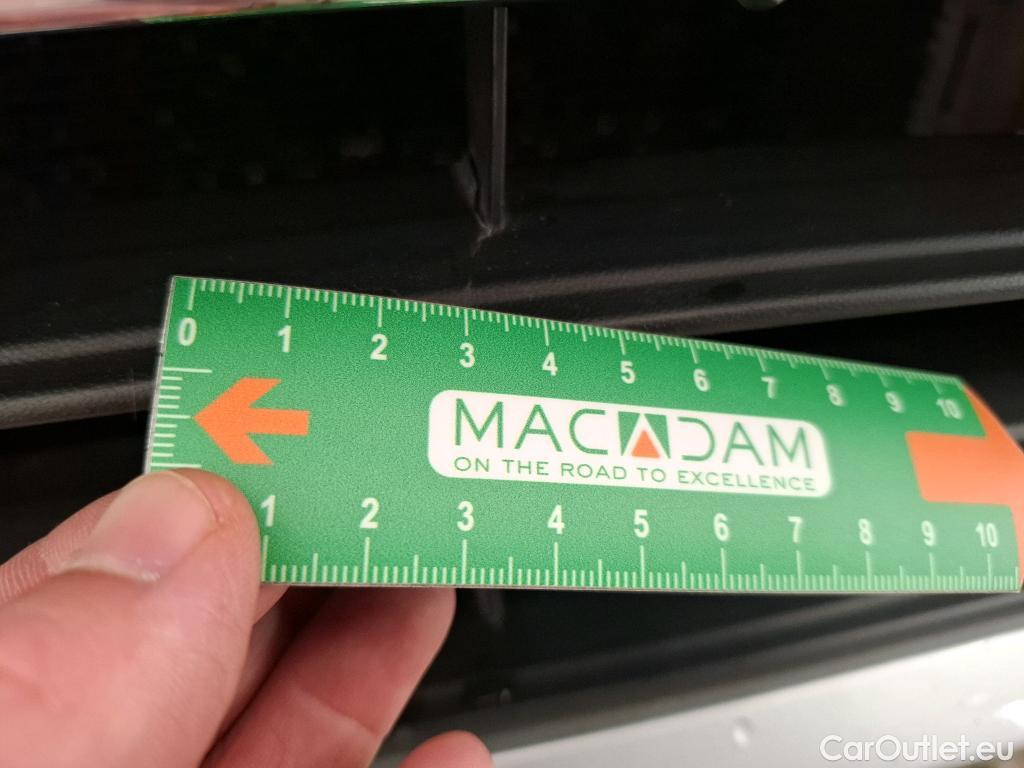 0 1 2 3 4 5 6 7 8 9 10
MACADAM
ON THE ROAD TO EXCELLENCE
1 2 3 4 5 6 7 8 9 10
CarOutlet.eu